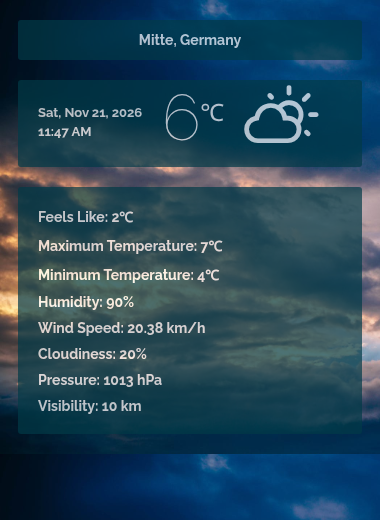 Mitte, Germany
Sat, Nov 21, 2026
11:47 AM
6°C
Feels Like: 2°C
Maximum Temperature: 7°C
Minimum Temperature: 4°C
Humidity: 90%
Wind Speed: 20.38 km/h
Cloudiness: 20%
Pressure: 1013 hPa
Visibility: 10 km